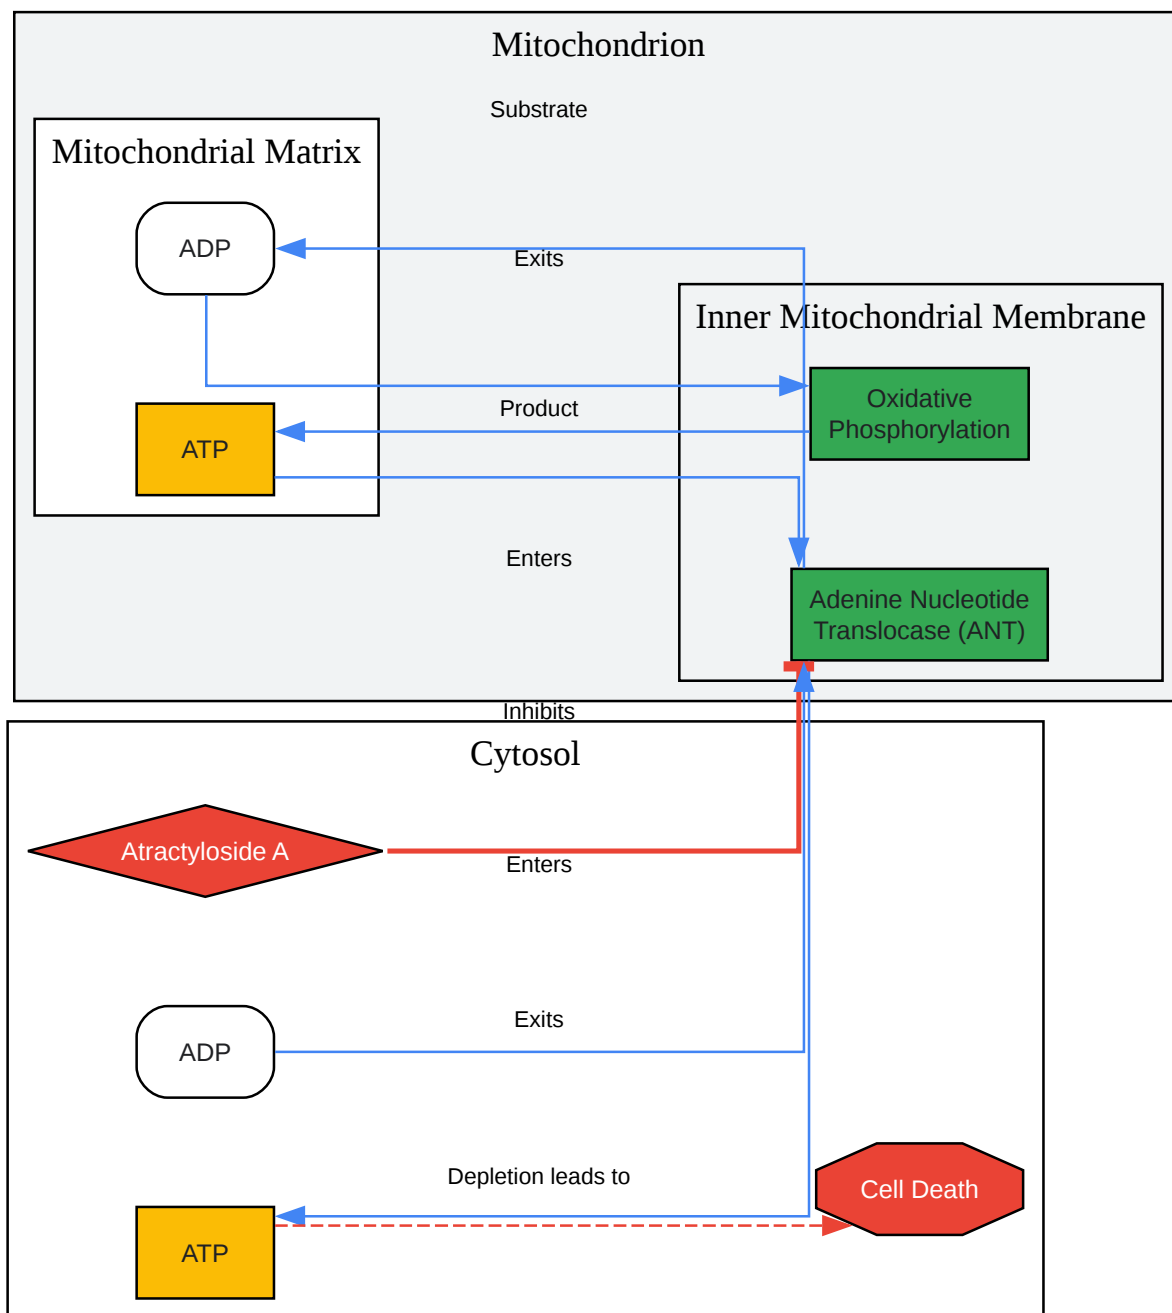 Mitochondrion
Substrate
Mitochondrial Matrix
ADP
Exits
Inner Mitochondrial Membrane
Oxidative
Phosphorylation
Product
ATP
Enters
Adenine Nucleotide
Translocase (ANT)
Inhibits
Cytosol
Atractyloside A
Enters
Exits
ADP
Depletion leads to
Cell Death
ATP